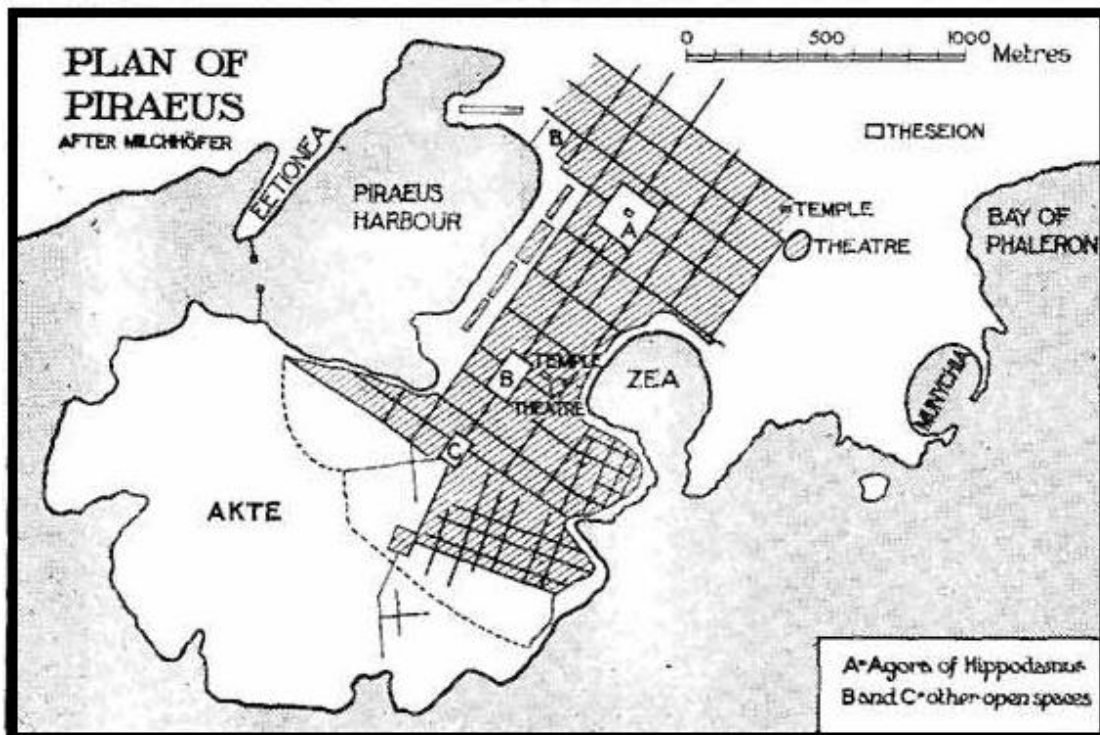 PLAN OF
PIRAEUS
AFTER MILCHHÖFER
0 500 1000
Metres
THESEION
EETIONEA
PIRAEUS
HARBOUR
B
A
TEMPLE
THEATRE
BAY OF
PHALERON
TEMPLE
B
THEATRE
ZEA
MUNYCHIA
C
AKTE
A=Agora of Hippodamus
B and C=other open spaces